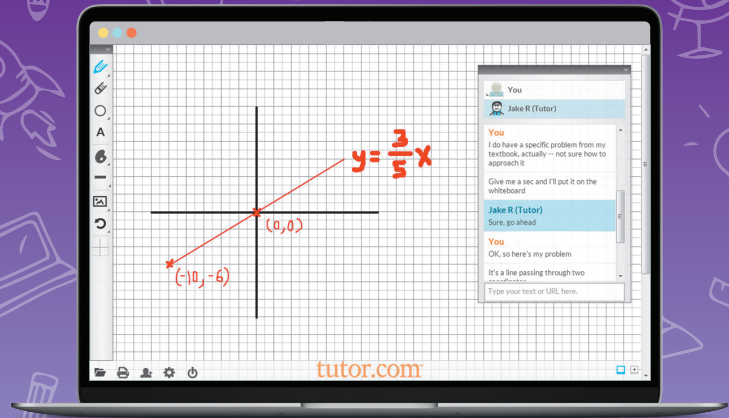 You
Jake R (Tutor)
You
I do have a specific problem from my
textbook, actually -- not sure how to
approach it
Give me a sec and I'll put it on the
whiteboard
Jake R (Tutor)
Sure, go ahead
You
OK, so here's my problem
It's a line passing through two
Type your text or URL here.
A
y = 3/5 x
(0,0)
(-10,-6)
tutor.com